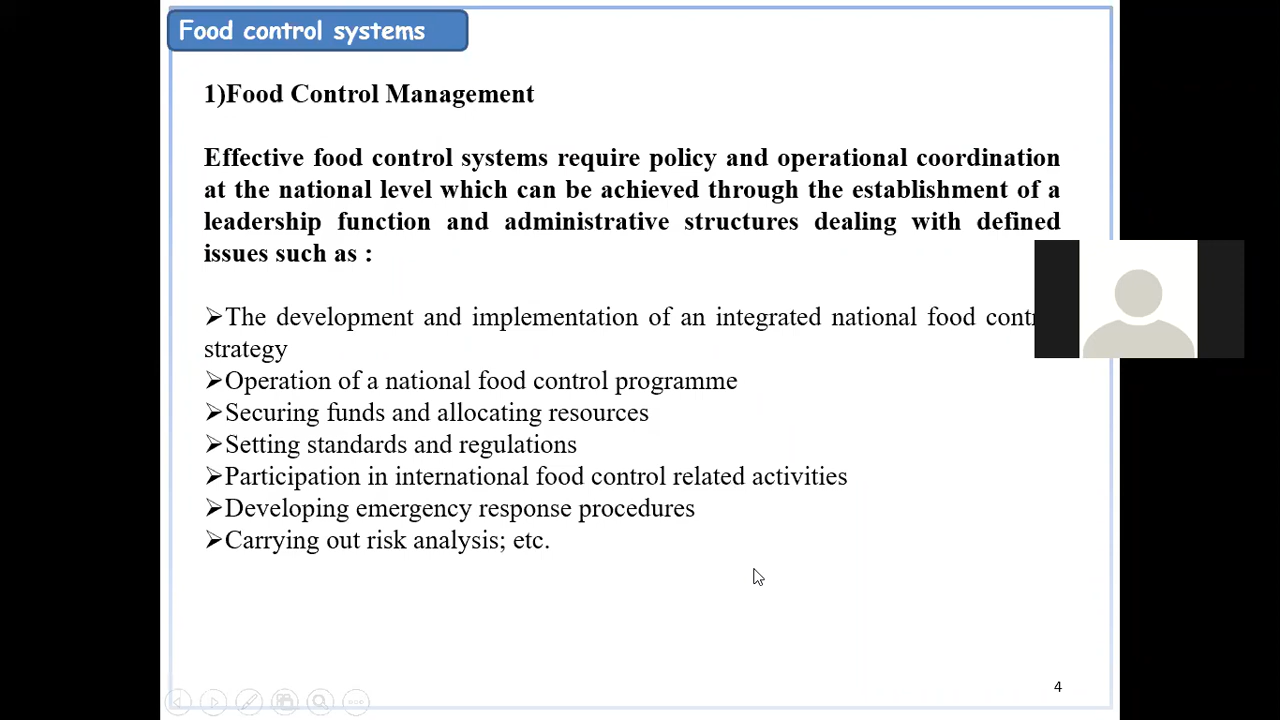 Food control systems
1)Food Control Management
Effective food control systems require policy and operational coordination
at the national level which can be achieved through the establishment of a
leadership function and administrative structures dealing with defined
issues such as :
➢The development and implementation of an integrated national food
strategy
➢Operation of a national food control programme
➢Securing funds and allocating resources
➢Setting standards and regulations
➢Participation in international food control related activities
➢Developing emergency response procedures
➢Carrying out risk analysis; etc.
4